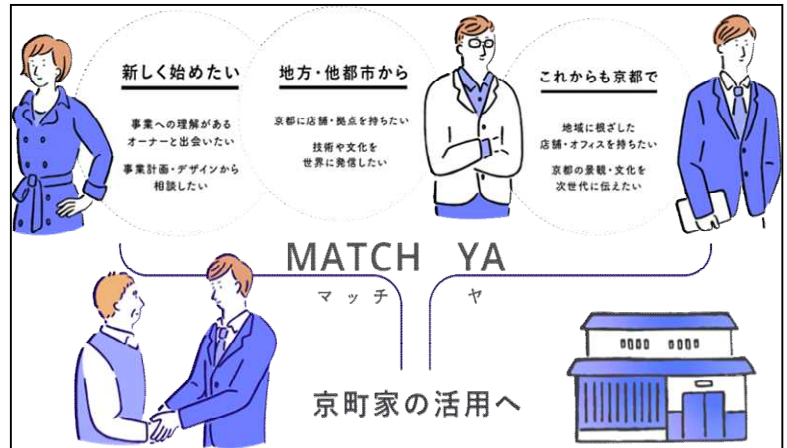 新しく始めたい
事業への理解がある
オーナーと出会いたい
事業計画・デザインから
相談したい
地方・他都市から
京都に店舗・拠点を持ちたい
技術や文化を
世界に発信したい
これからも京都で
地域に根ざした
店舗・オフィスを持ちたい
京都の景観・文化を
次世代に伝えたい
MATCH YA
マッチ ヤ
京町家の活用へ